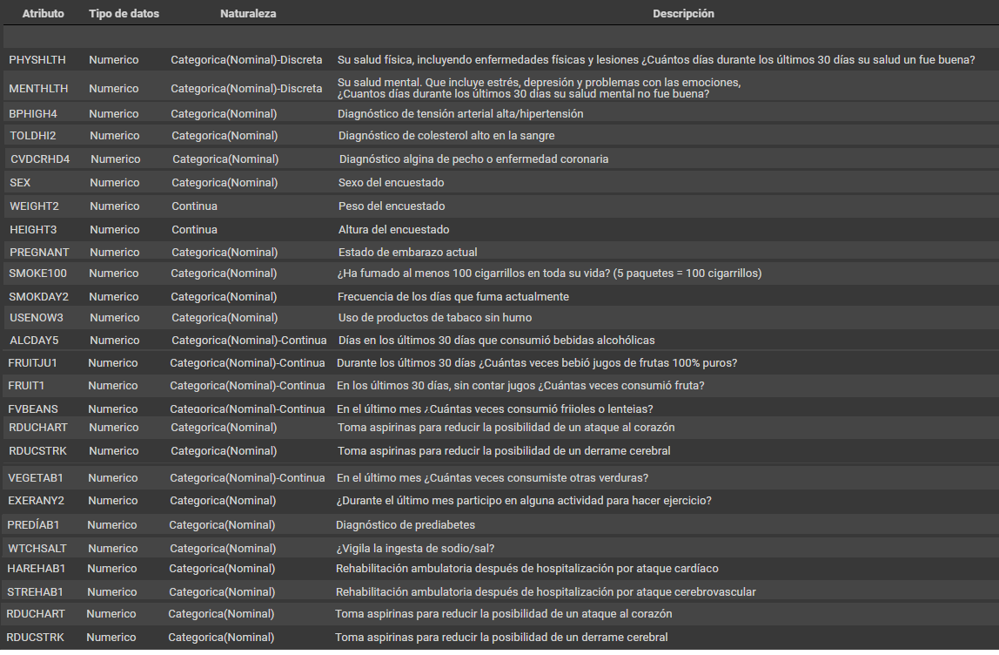 Atributo Tipo de datos Naturaleza Descripción
PHYSHLTH Numerico Categorica(Nominal)-Discreta Su salud física, incluyendo enfermedades físicas y lesiones ¿Cuántos días durante los últimos 30 días su salud un fue buena?
MENTHLTH Numerico Categorica(Nominal)-Discreta Su salud mental. Que incluye estrés, depresión y problemas con las emociones,
¿Cuantos días durante los últimos 30 días su salud mental no fue buena?
BPHIGH4 Numerico Categorica(Nominal) Diagnóstico de tensión arterial alta/hipertensión
TOLDHI2 Numerico Categorica(Nominal) Diagnóstico de colesterol alto en la sangre
CVDCRHD4 Numerico Categorica(Nominal) Diagnóstico algina de pecho o enfermedad coronaria
SEX Numerico Categorica(Nominal) Sexo del encuestado
WEIGHT2 Numerico Continua Peso del encuestado
HEIGHT3 Numerico Continua Altura del encuestado
PREGNANT Numerico Categorica(Nominal) Estado de embarazo actual
SMOKE100 Numerico Categorica(Nominal) ¿Ha fumado al menos 100 cigarrillos en toda su vida? (5 paquetes = 100 cigarrillos)
SMOKDAY2 Numerico Categorica(Nominal) Frecuencia de los días que fuma actualmente
USENOW3 Numerico Categorica(Nominal) Uso de productos de tabaco sin humo
ALCDAY5 Numerico Categorica(Nominal)-Continua Días en los últimos 30 días que consumió bebidas alcohólicas
FRUITJU1 Numerico Categorica(Nominal)-Continua Durante los últimos 30 días ¿Cuántas veces bebió jugos de frutas 100% puros?
FRUIT1 Numerico Categorica(Nominal)-Continua En los últimos 30 días, sin contar jugos ¿Cuántas veces consumió fruta?
FVBEANS Numerico Categorica(Nominal)-Continua En el último mes ¿Cuántas veces consumió frijoles o lentejas?
RDUCHART Numerico Categorica(Nominal) Toma aspirinas para reducir la posibilidad de un ataque al corazón
RDUCSTRK Numerico Categorica(Nominal) Toma aspirinas para reducir la posibilidad de un derrame cerebral
VEGETAB1 Numerico Categorica(Nominal)-Continua En el último mes ¿Cuántas veces consumiste otras verduras?
EXERANY2 Numerico Categorica(Nominal) ¿Durante el último mes participo en alguna actividad para hacer ejercicio?
PREDÍAB1 Numerico Categorica(Nominal) Diagnóstico de prediabetes
WTCHSALT Numerico Categorica(Nominal) ¿Vigila la ingesta de sodio/sal?
HAREHAB1 Numerico Categorica(Nominal) Rehabilitación ambulatoria después de hospitalización por ataque cardíaco
STREHAB1 Numerico Categorica(Nominal) Rehabilitación ambulatoria después de hospitalización por ataque cerebrovascular
RDUCHART Numerico Categorica(Nominal) Toma aspirinas para reducir la posibilidad de un ataque al corazón
RDUCSTRK Numerico Categorica(Nominal) Toma aspirinas para reducir la posibilidad de un derrame cerebral